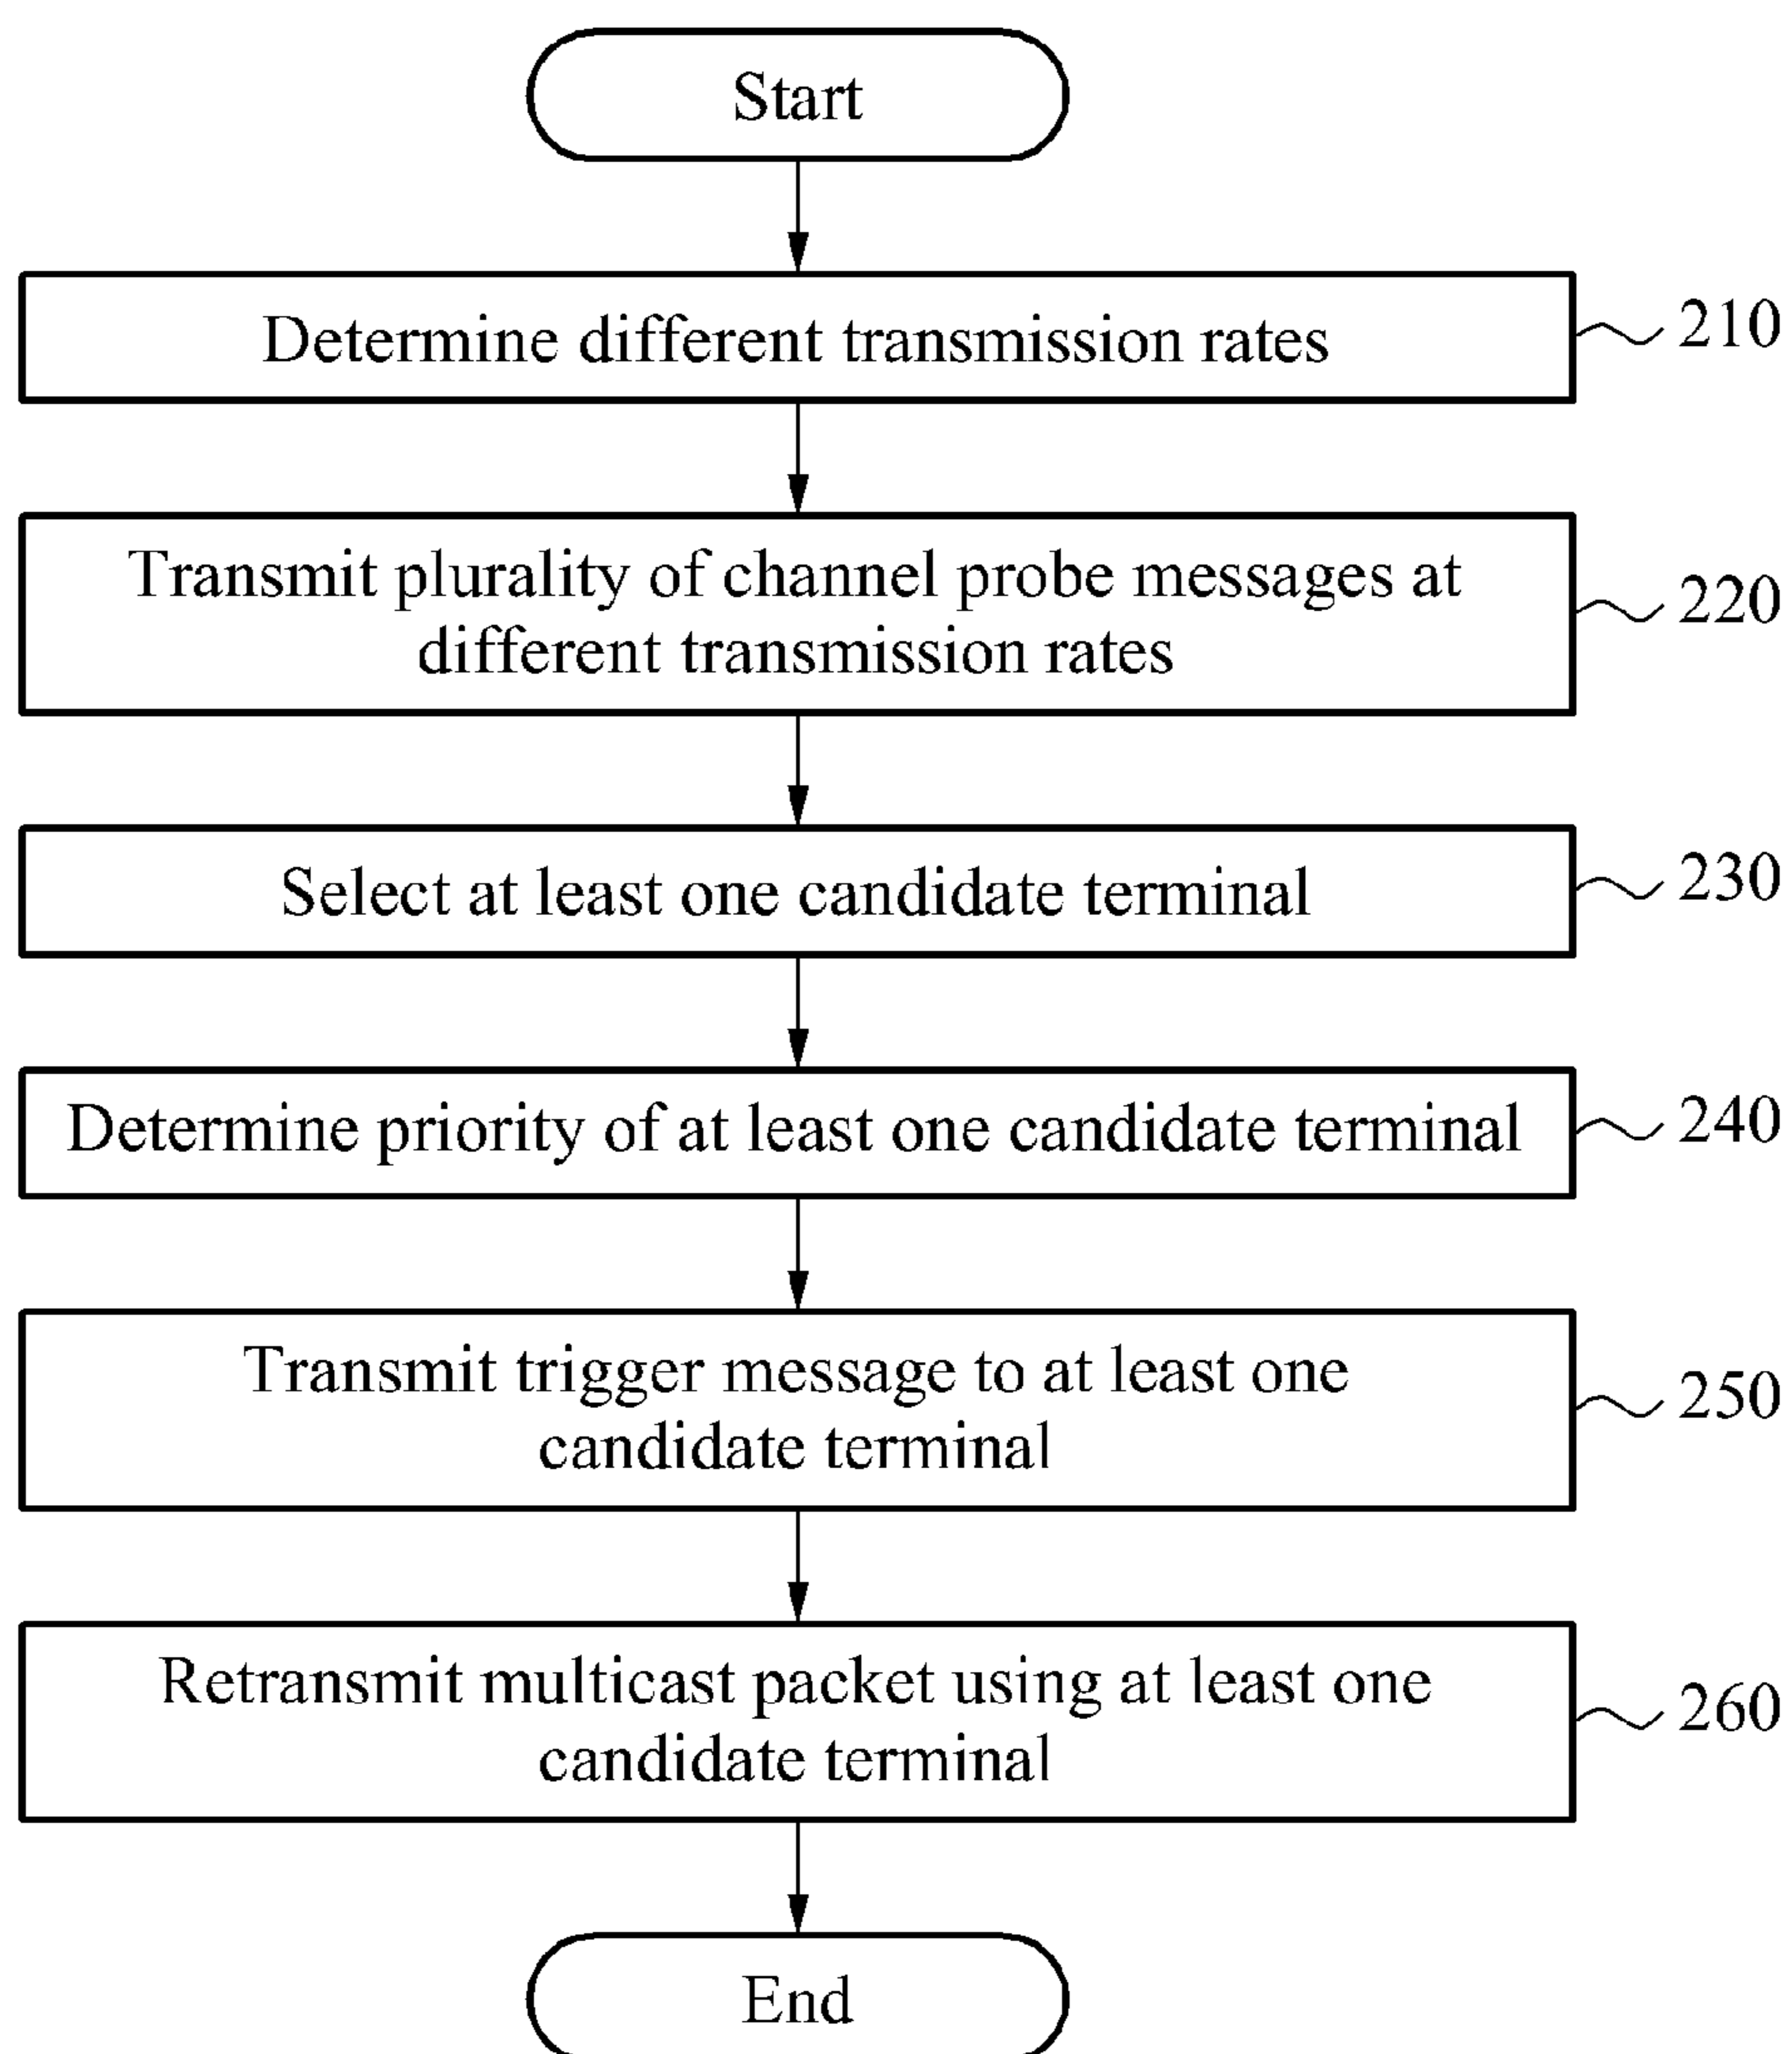 Start
Determine different transmission rates
210
Transmit plurality of channel probe messages at
different transmission rates
220
Select at least one candidate terminal
230
Determine priority of at least one candidate terminal
240
Transmit trigger message to at least one
candidate terminal
250
Retransmit multicast packet using at least one
candidate terminal
260
End